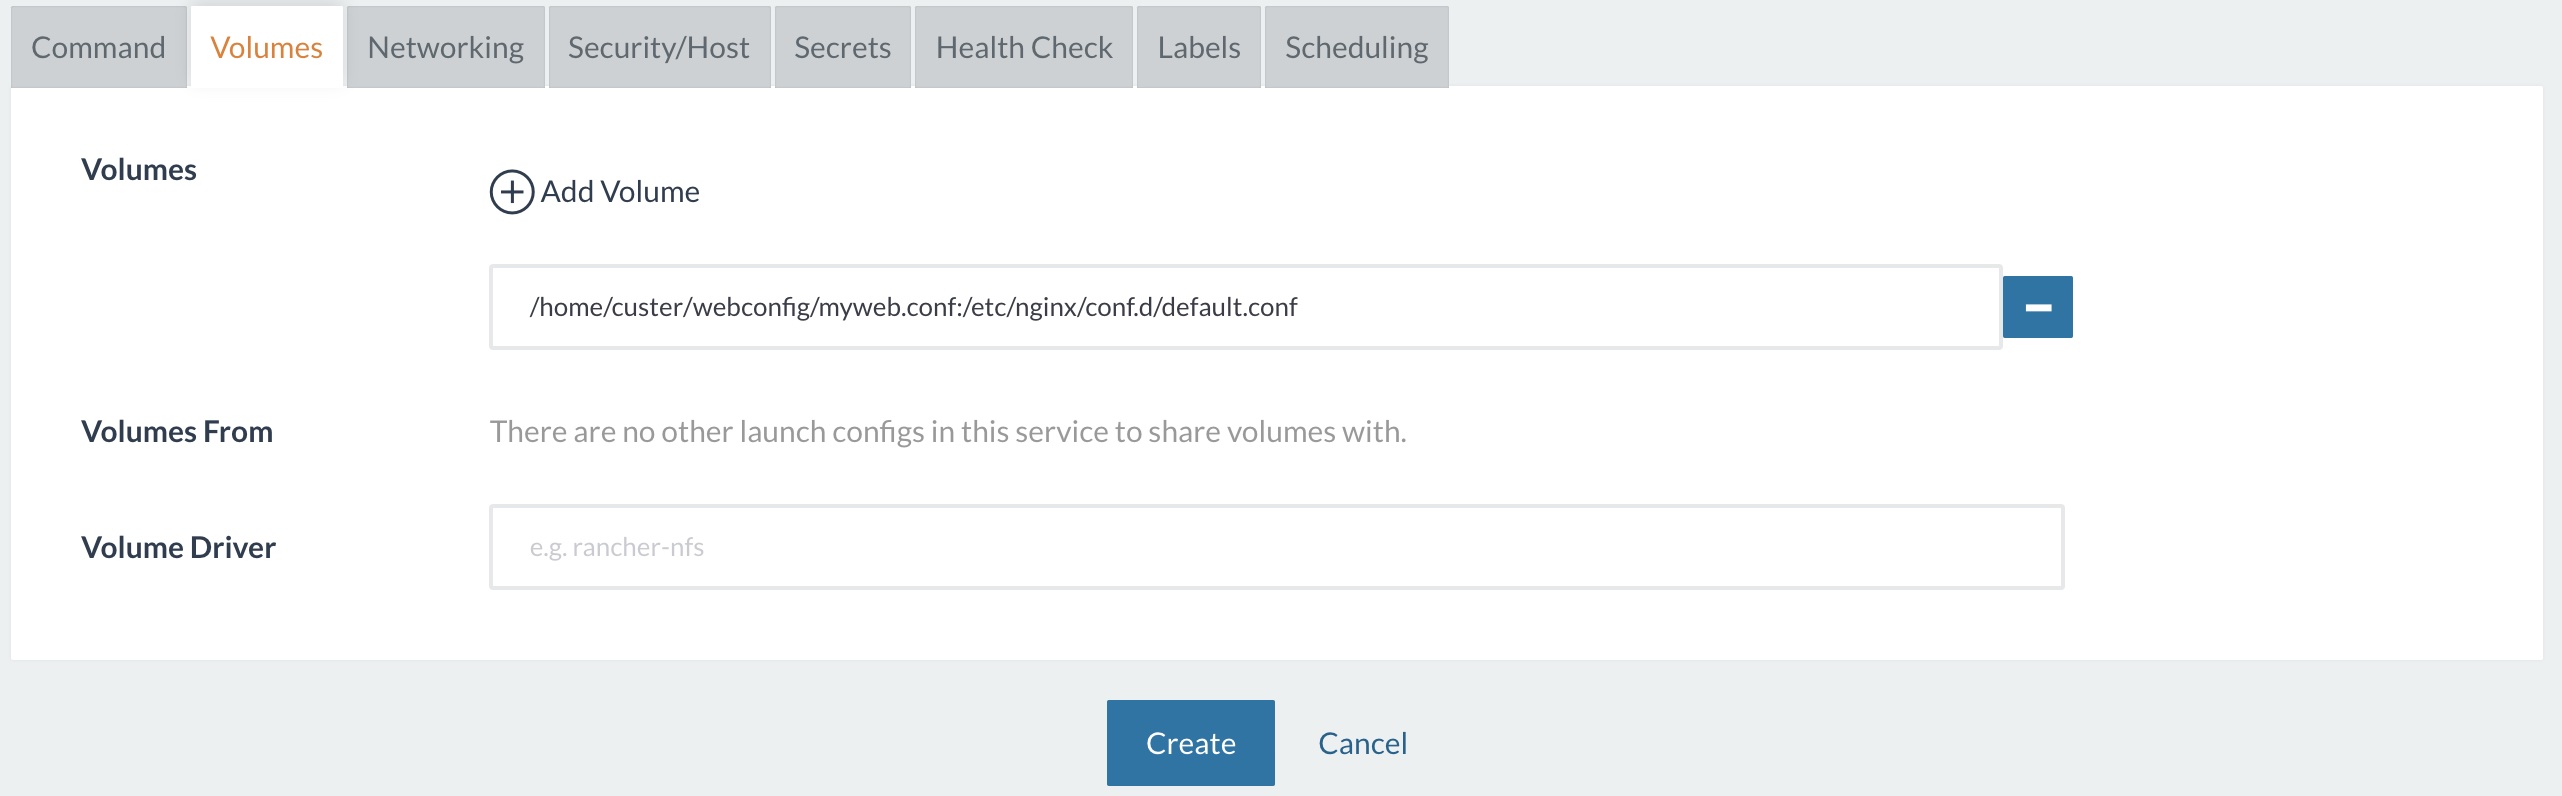 Command Volumes Networking Security/Host Secrets Health Check Labels Scheduling
Volumes
Add Volume
/home/custer/webconfig/myweb.conf:/etc/nginx/conf.d/default.conf
Volumes From There are no other launch configs in this service to share volumes with.
Volume Driver e.g. rancher-nfs
Create Cancel